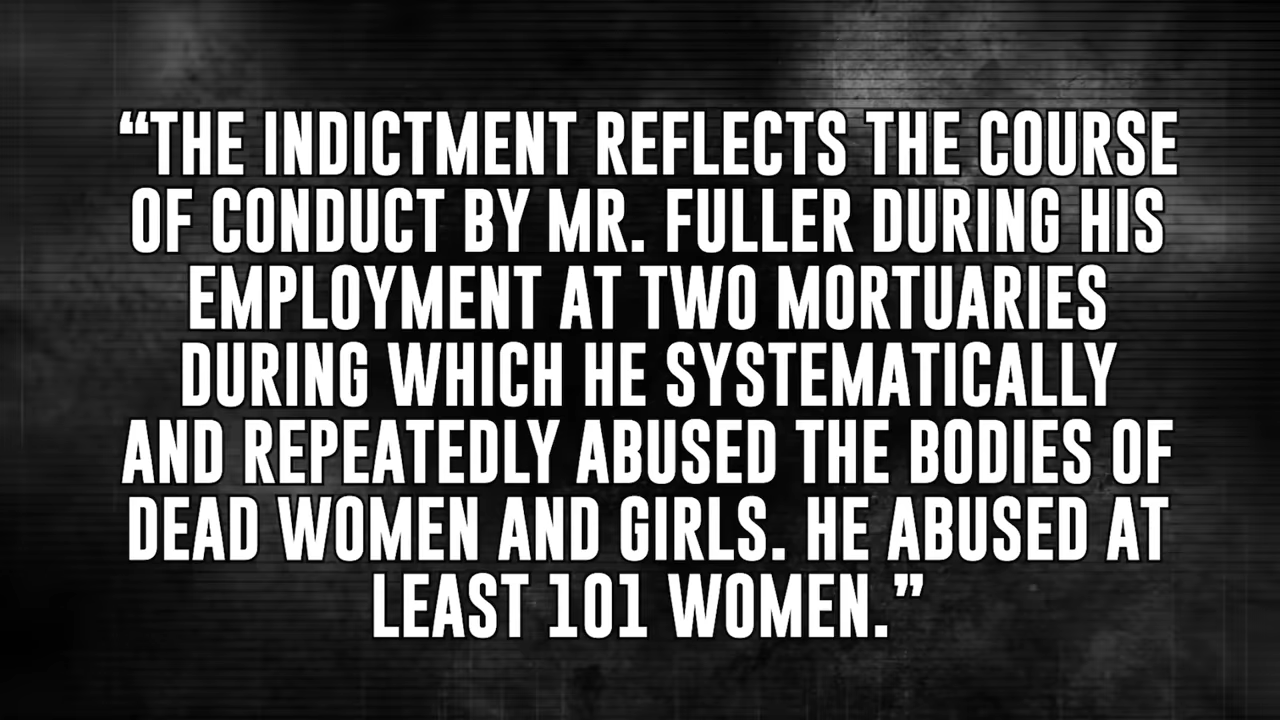 “THE INDICTMENT REFLECTS THE COURSE
OF CONDUCT BY MR. FULLER DURING HIS
EMPLOYMENT AT TWO MORTUARIES
DURING WHICH HE SYSTEMATICALLY
AND REPEATEDLY ABUSED THE BODIES OF
DEAD WOMEN AND GIRLS. HE ABUSED AT
LEAST 101 WOMEN.”